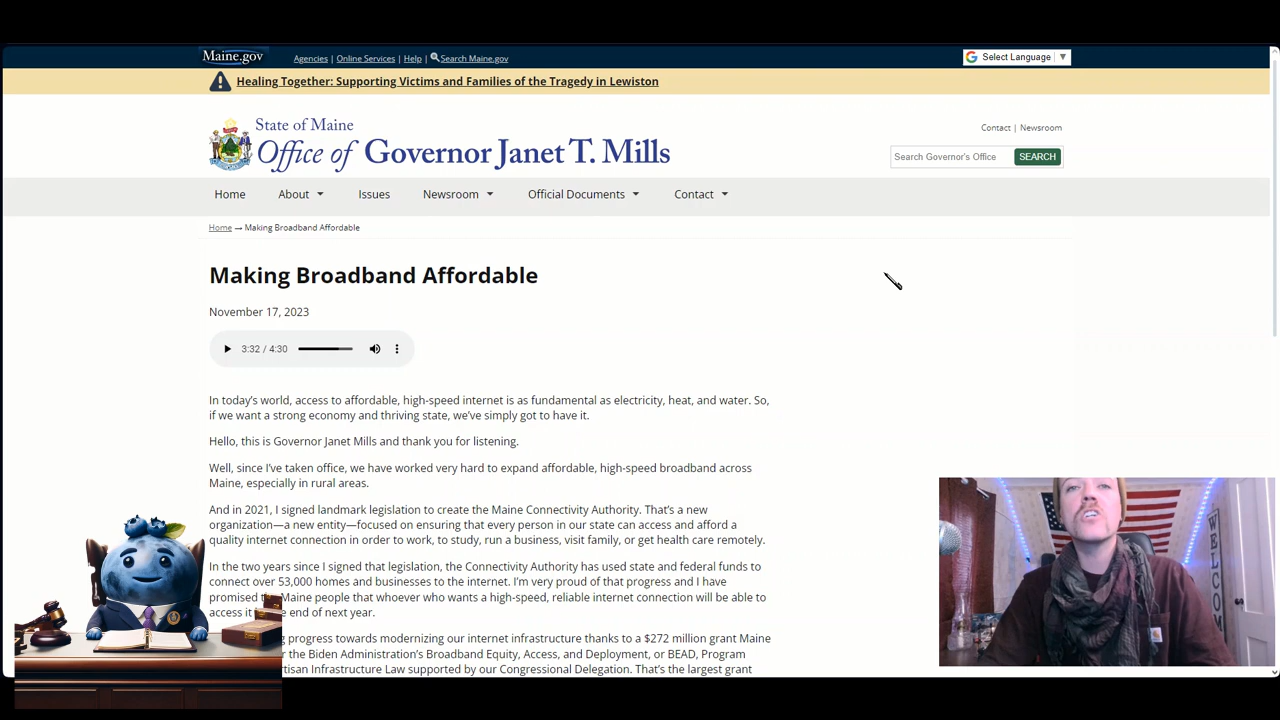 Maine.gov
Agencies | Online Services | Help | Search Maine.gov
Select Language ▼
Healing Together: Supporting Victims and Families of the Tragedy in Lewiston
State of Maine
Office of Governor Janet T. Mills
Contact | Newsroom
Search Governor's Office
SEARCH
Home About Issues Newsroom Official Documents Contact
Home → Making Broadband Affordable
Making Broadband Affordable
November 17, 2023
3:32 / 4:30
In today's world, access to affordable, high-speed internet is as fundamental as electricity, heat, and water. So,
if we want a strong economy and thriving state, we've simply got to have it.
Hello, this is Governor Janet Mills and thank you for listening.
Well, since I've taken office, we have worked very hard to expand affordable, high-speed broadband across
Maine, especially in rural areas.
And in 2021, I signed landmark legislation to create the Maine Connectivity Authority. That's a new
organization—a new entity—focused on ensuring that every person in our state can access and afford a
quality internet connection in order to work, to study, run a business, visit family, or get health care remotely.
In the two years since I signed that legislation, the Connectivity Authority has used state and federal funds to
connect over 53,000 homes and businesses to the internet. I'm very proud of that progress and I have
promised Maine people that whoever who wants a high-speed, reliable internet connection will be able to
access it end of next year.
progress towards modernizing our internet infrastructure thanks to a $272 million grant Maine
the Biden Administration's Broadband Equity, Access, and Deployment, or BEAD, Program
Infrastructure Law supported by our Congressional Delegation. That's the largest grant
WELCOME